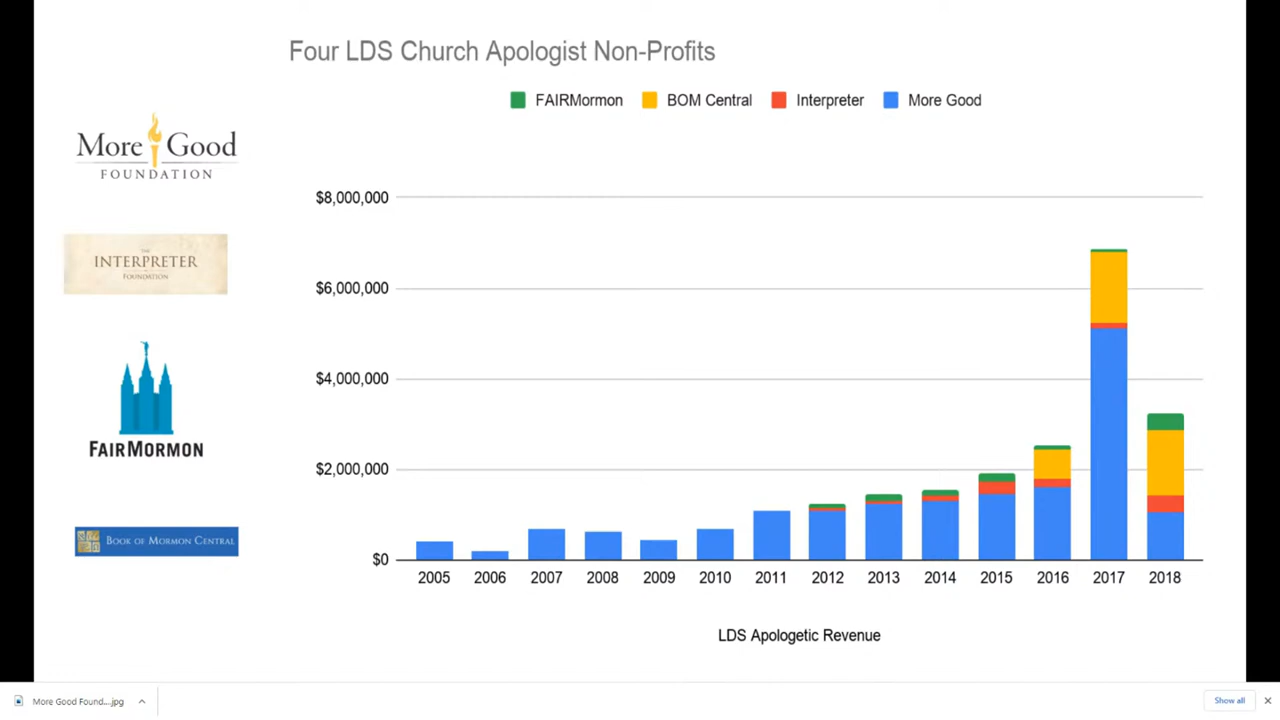 Four LDS Church Apologist Non-Profits
FAIRMormon BOM Central Interpreter More Good
More Good
FOUNDATION
THE
INTERPRETER
FOUNDATION
FAIRMORMON
BOOK OF MORMON CENTRAL
$8,000,000
$6,000,000
$4,000,000
$2,000,000
$0
2005 2006 2007 2008 2009 2010 2011 2012 2013 2014 2015 2016 2017 2018
LDS Apologetic Revenue
More Good Found....jpg
Show all